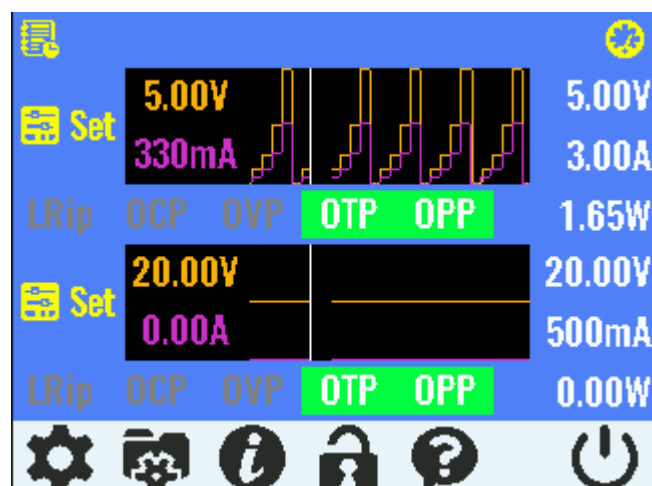 5.00V 5.00V
Set
330mA 3.00A
LRip OCP OVP OTP OPP 1.65W
20.00V 20.00V
Set
0.00A 500mA
LRip OCP OVP OTP OPP 0.00W